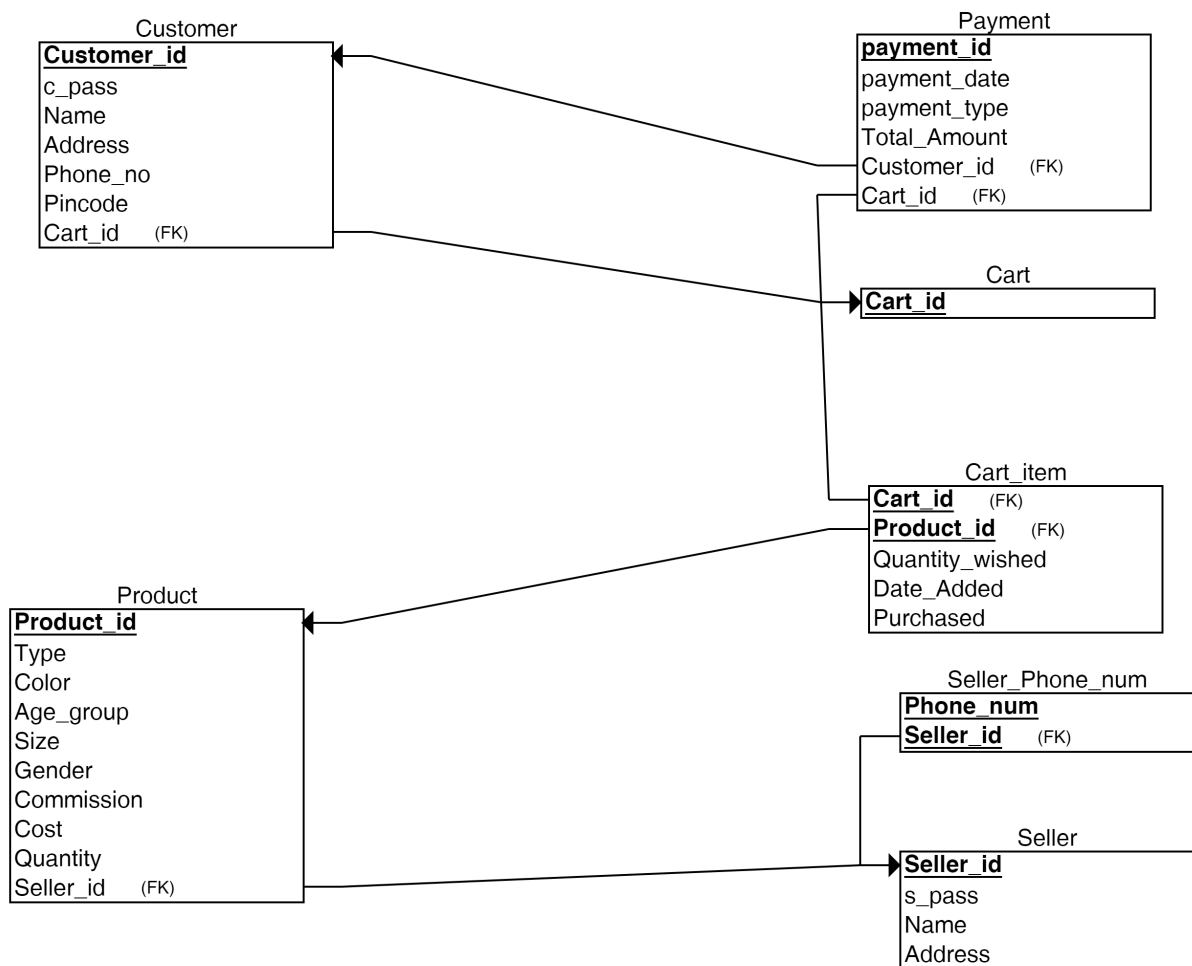 Customer
Customer_id
c_pass
Name
Address
Phone_no
Pincode
Cart_id (FK)
Payment
payment_id
payment_date
payment_type
Total_Amount
Customer_id (FK)
Cart_id (FK)
Cart
Cart_id
Cart_item
Cart_id (FK)
Product_id (FK)
Quantity_wished
Date_Added
Purchased
Product
Product_id
Type
Color
Age_group
Size
Gender
Commission
Cost
Quantity
Seller_id (FK)
Seller_Phone_num
Phone_num
Seller_id (FK)
Seller
Seller_id
s_pass
Name
Address